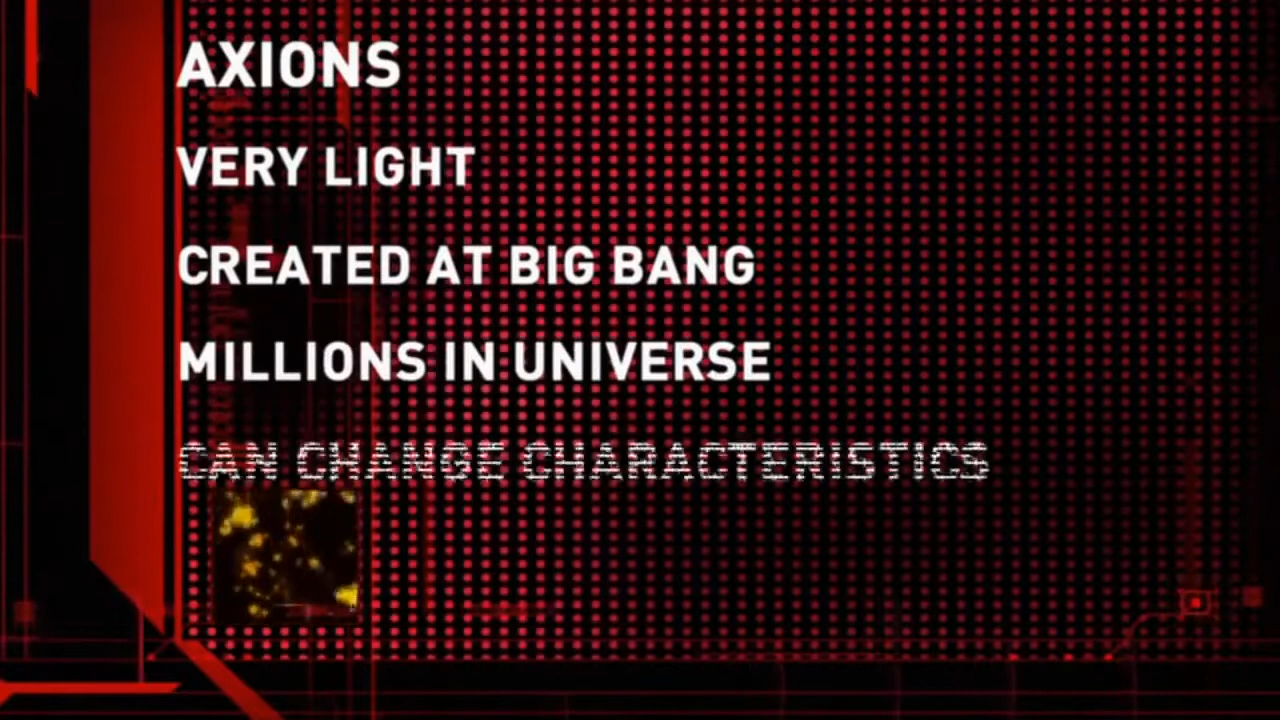 AXIONS
VERY LIGHT
CREATED AT BIG BANG
MILLIONS IN UNIVERSE
CAN CHANGE CHARACTERISTICS